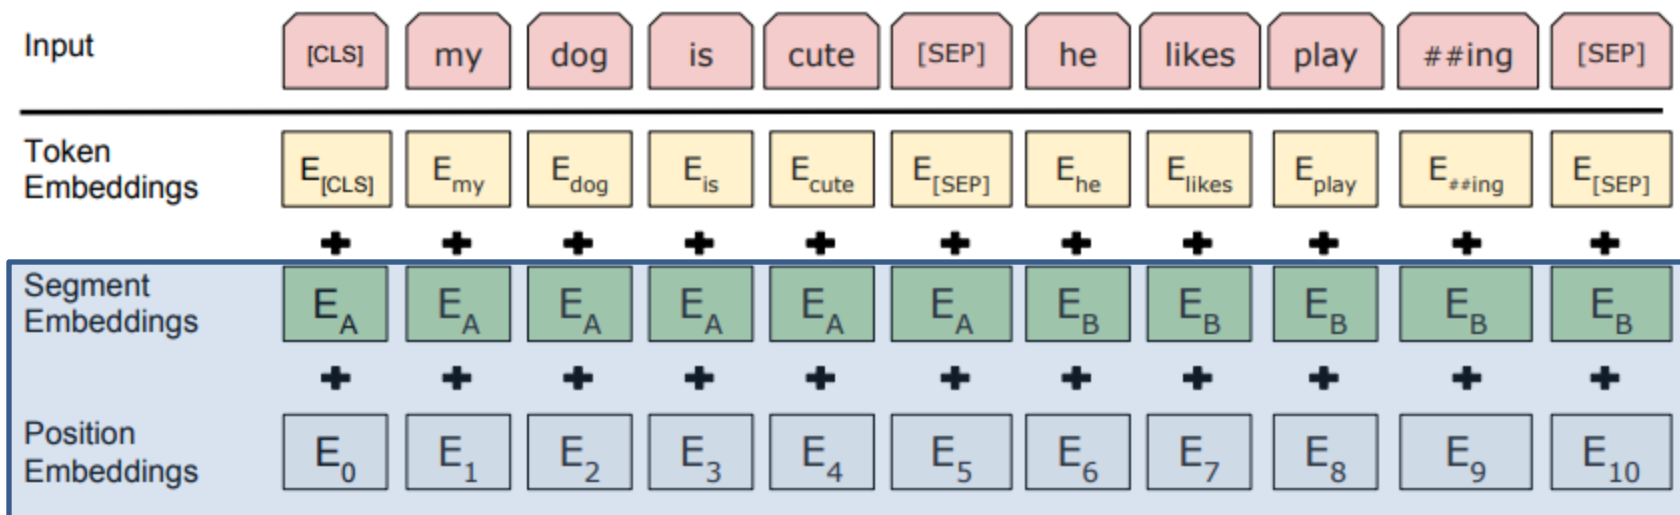 Input [CLS] my dog is cute [SEP] he likes play ##ing [SEP]
Token
Embeddings
E[CLS] Emy Edog Eis Ecute E[SEP] Ehe Elikes Eplay E##ing E[SEP]
+ + + + + + + + + + +
Segment
Embeddings
EA EA EA EA EA EA EB EB EB EB EB
+ + + + + + + + + + +
Position
Embeddings
E0 E1 E2 E3 E4 E5 E6 E7 E8 E9 E10